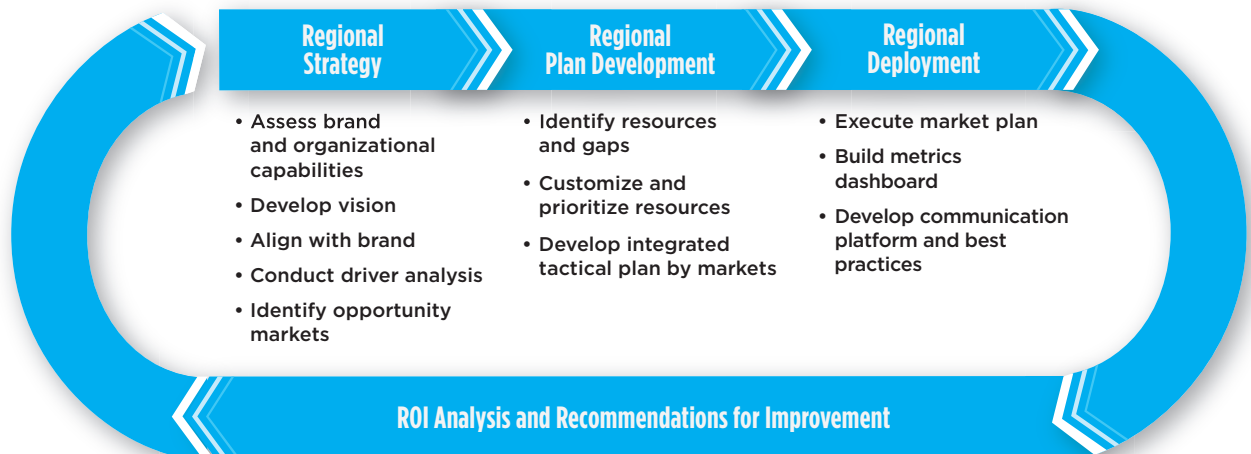 Regional
Strategy
• Assess brand
and organizational
capabilities
• Develop vision
• Align with brand
• Conduct driver analysis
• Identify opportunity
markets
Regional
Plan Development
• Identify resources
and gaps
• Customize and
prioritize resources
• Develop integrated
tactical plan by markets
Regional
Deployment
• Execute market plan
• Build metrics
dashboard
• Develop communication
platform and best
practices
ROI Analysis and Recommendations for Improvement